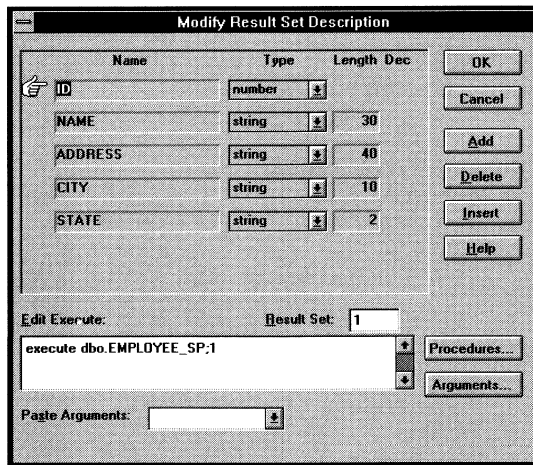 Modify Result Set Description
Name Type Length Dec
ID number
NAME string 30
ADDRESS string 40
CITY string 10
STATE string 2
OK
Cancel
Add
Delete
Insert
Help
Edit Execute: Result Set: 1
execute dbo.EMPLOYEE_SP;1
Procedures...
Arguments...
Paste Arguments: